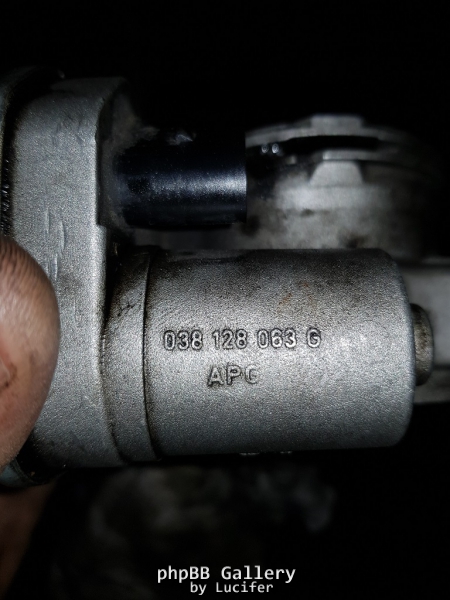 038 128 063 G
APC
phpBB Gallery
by Lucifer